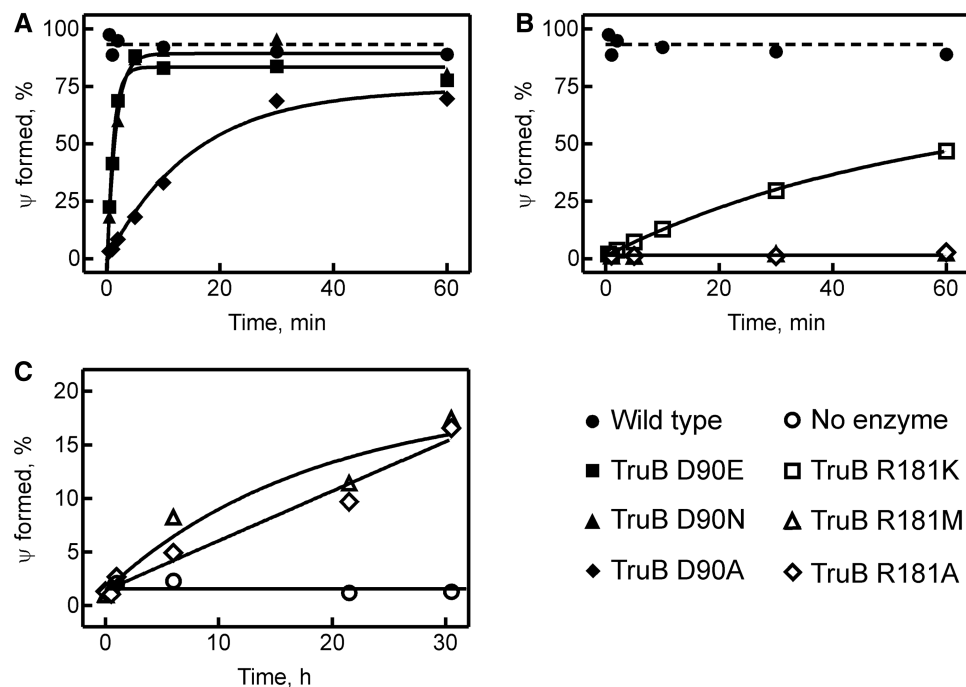 A
ψ formed, %
100
75
50
25
0
0 20 40 60
Time, min
B
ψ formed, %
100
75
50
25
0
0 20 40 60
Time, min
C
ψ formed, %
20
15
10
5
0
0 10 20 30
Time, h
Wild type
TruB D90E
TruB D90N
TruB D90A
No enzyme
TruB R181K
TruB R181M
TruB R181A